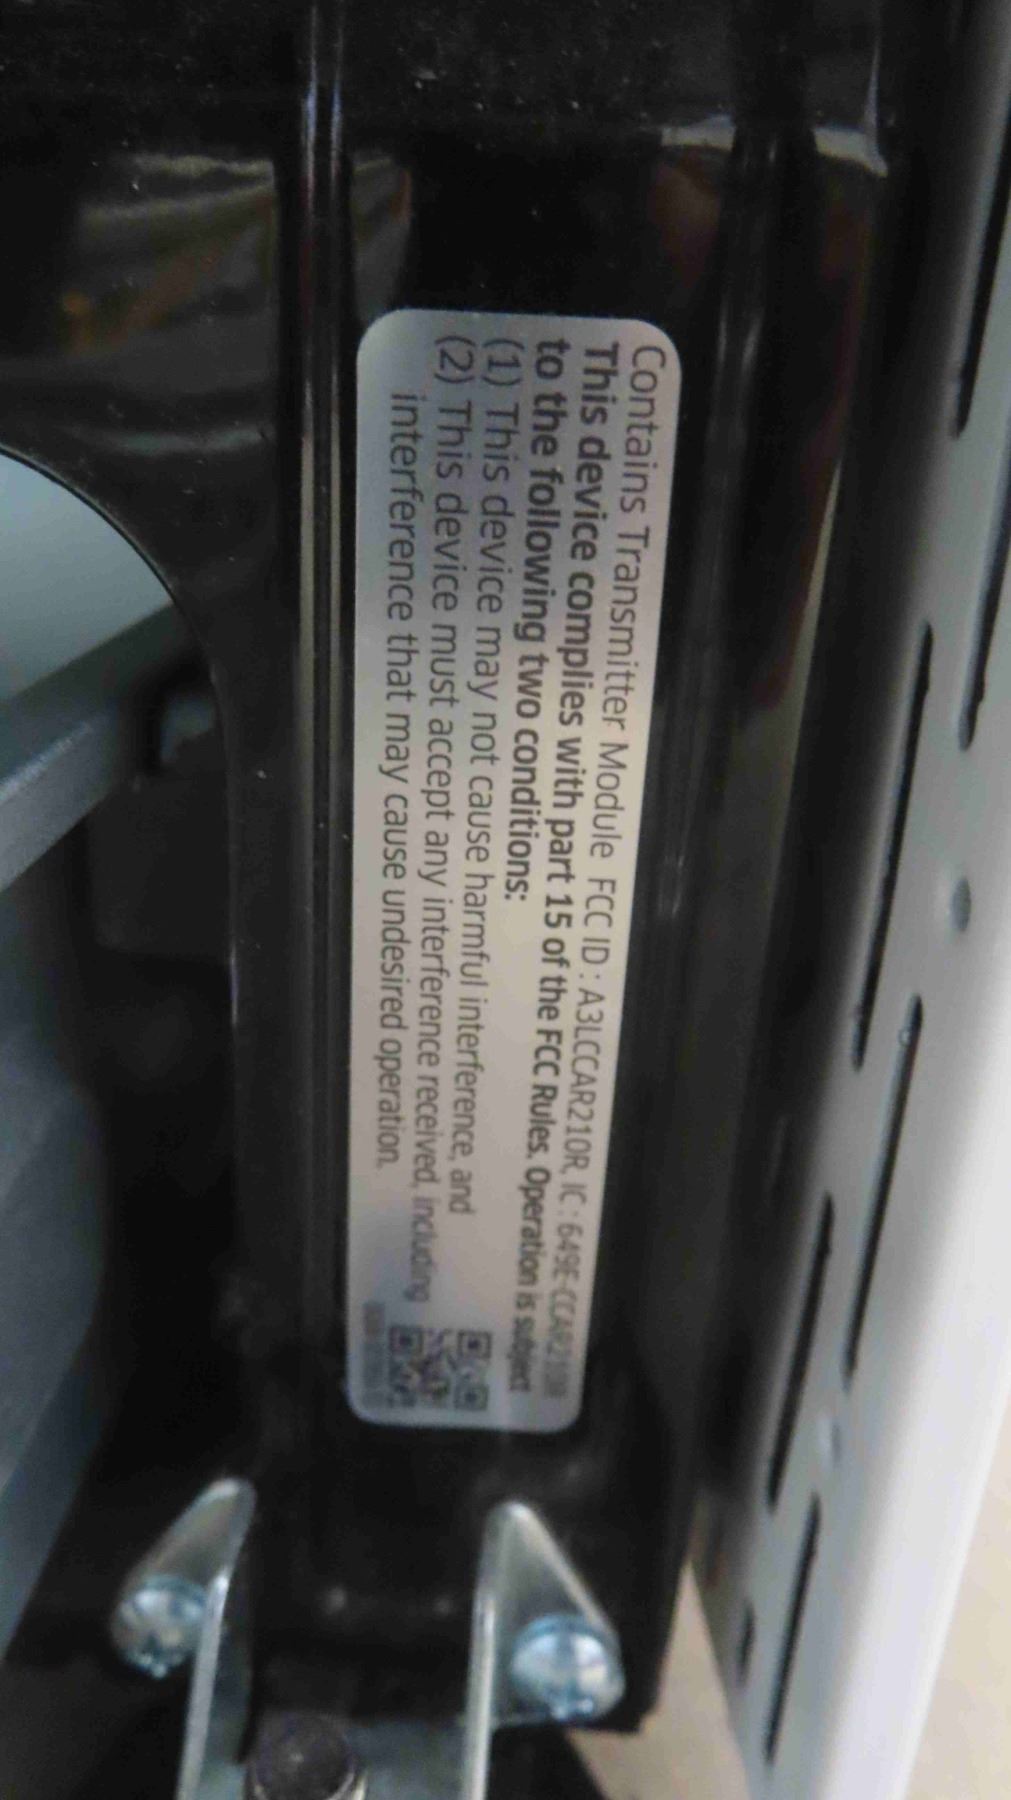 Contains Transmitter Module FCC ID : A3LCCAR210R, IC : 649E-CCAR210R
This device complies with part 15 of the FCC Rules. Operation is subject
to the following two conditions:
(1) This device may not cause harmful interference, and
(2) This device must accept any interference received, including
interference that may cause undesired operation.